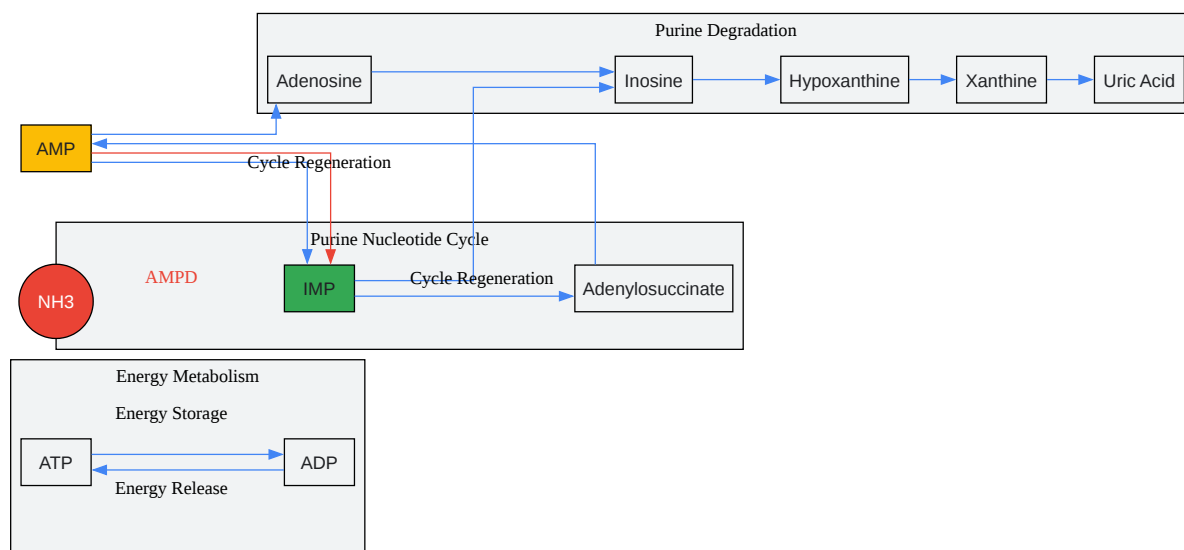 Purine Degradation
Adenosine
Inosine
Hypoxanthine
Xanthine
Uric Acid
AMP
Cycle Regeneration
Purine Nucleotide Cycle
AMPD
Cycle Regeneration
NH3
IMP
Adenylosuccinate
Energy Metabolism
Energy Storage
ATP
ADP
Energy Release